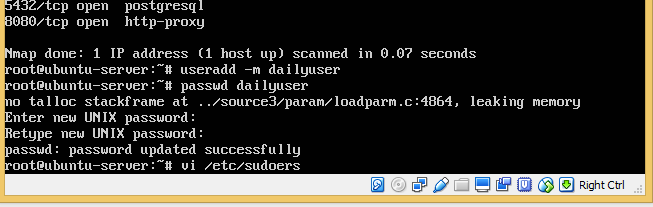 5432/tcp open  postgresql
8080/tcp open  http-proxy
Nmap done: 1 IP address (1 host up) scanned in 0.07 seconds
root@ubuntu-server:~# useradd -m dailyuser
root@ubuntu-server:~# passwd dailyuser
no talloc stackframe at ../source3/param/loadparm.c:4864, leaking memory
Enter new UNIX password:
Retype new UNIX password:
passwd: password updated successfully
root@ubuntu-server:~# vi /etc/sudoers
Right Ctrl